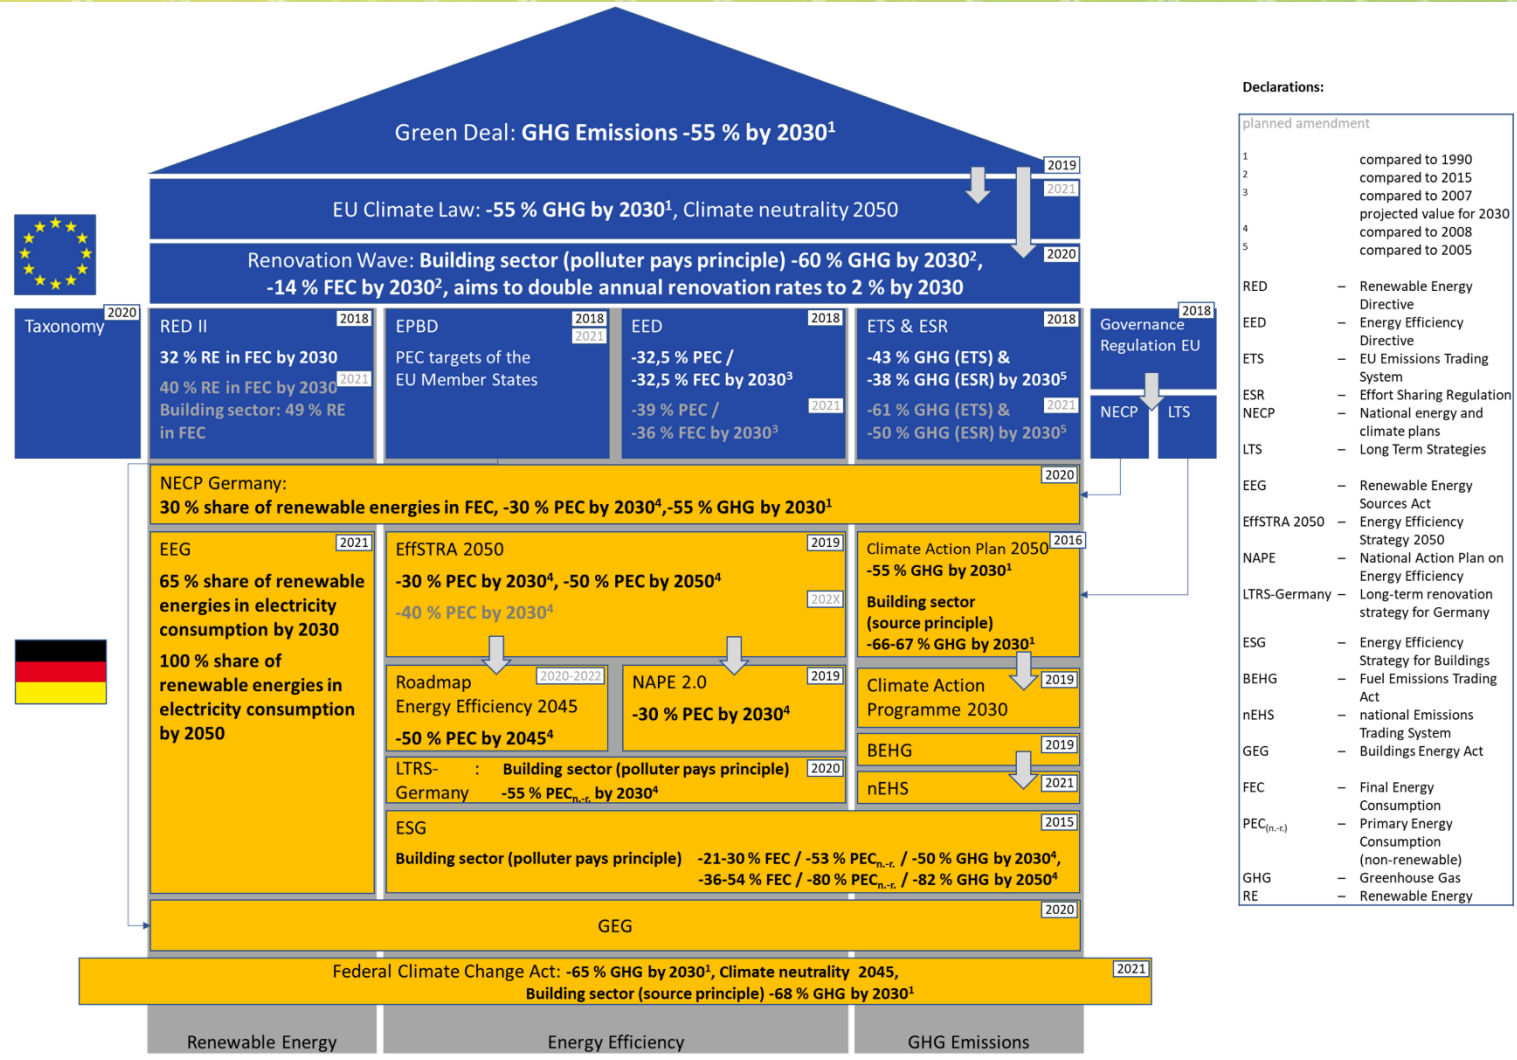 Green Deal: GHG Emissions -55 % by 2030¹
2019
EU Climate Law: -55 % GHG by 2030¹, Climate neutrality 2050
2021
Renovation Wave: Building sector (polluter pays principle) -60 % GHG by 2030²,
-14 % FEC by 2030², aims to double annual renovation rates to 2 % by 2030
2020
Taxonomy
2020
RED II
2018
32 % RE in FEC by 2030
40 % RE in FEC by 2030
2021
Building sector: 49 % RE
in FEC
EPBD
2018
2021
PEC targets of the
EU Member States
EED
2018
-32,5 % PEC /
-32,5 % FEC by 2030³
-39 % PEC /
2021
-36 % FEC by 2030³
ETS & ESR
2018
-43 % GHG (ETS) &
-38 % GHG (ESR) by 2030⁵
-61 % GHG (ETS) &
2021
-50 % GHG (ESR) by 2030⁵
2018
Governance
Regulation EU
NECP
LTS
NECP Germany:
2020
30 % share of renewable energies in FEC, -30 % PEC by 2030⁴,-55 % GHG by 2030¹
EEG
2021
65 % share of renewable
energies in electricity
consumption by 2030
100 % share of
renewable energies in
electricity consumption
by 2050
EffSTRA 2050
2019
-30 % PEC by 2030⁴, -50 % PEC by 2050⁴
202X
-40 % PEC by 2030⁴
Climate Action Plan 2050
2016
-55 % GHG by 2030¹
Building sector
(source principle)
-66-67 % GHG by 2030¹
Roadmap
2020-2022
Energy Efficiency 2045
-50 % PEC by 2045⁴
NAPE 2.0
2019
-30 % PEC by 2030⁴
Climate Action
2019
Programme 2030
BEHG
2019
nEHS
2021
LTRS- : Building sector (polluter pays principle)
2020
Germany -55 % PECn.-r. by 2030⁴
ESG
2015
Building sector (polluter pays principle) -21-30 % FEC / -53 % PECn.-r. / -50 % GHG by 2030⁴,
-36-54 % FEC / -80 % PECn.-r. / -82 % GHG by 2050⁴
GEG
2020
Federal Climate Change Act: -65 % GHG by 2030¹, Climate neutrality 2045,
2021
Building sector (source principle) -68 % GHG by 2030¹
Renewable Energy
Energy Efficiency
GHG Emissions
Declarations:
planned amendment
1 compared to 1990
2 compared to 2015
3 compared to 2007
projected value for 2030
4 compared to 2008
5 compared to 2005
RED – Renewable Energy
Directive
EED – Energy Efficiency
Directive
ETS – EU Emissions Trading
System
ESR – Effort Sharing Regulation
NECP – National energy and
climate plans
LTS – Long Term Strategies
EEG – Renewable Energy
Sources Act
EffSTRA 2050 – Energy Efficiency
Strategy 2050
NAPE – National Action Plan on
Energy Efficiency
LTRS-Germany – Long-term renovation
strategy for Germany
ESG – Energy Efficiency
Strategy for Buildings
BEHG – Fuel Emissions Trading
Act
nEHS – national Emissions
Trading System
GEG – Buildings Energy Act
FEC – Final Energy
Consumption
PEC(n.-r.) – Primary Energy
Consumption
(non-renewable)
GHG – Greenhouse Gas
RE – Renewable Energy